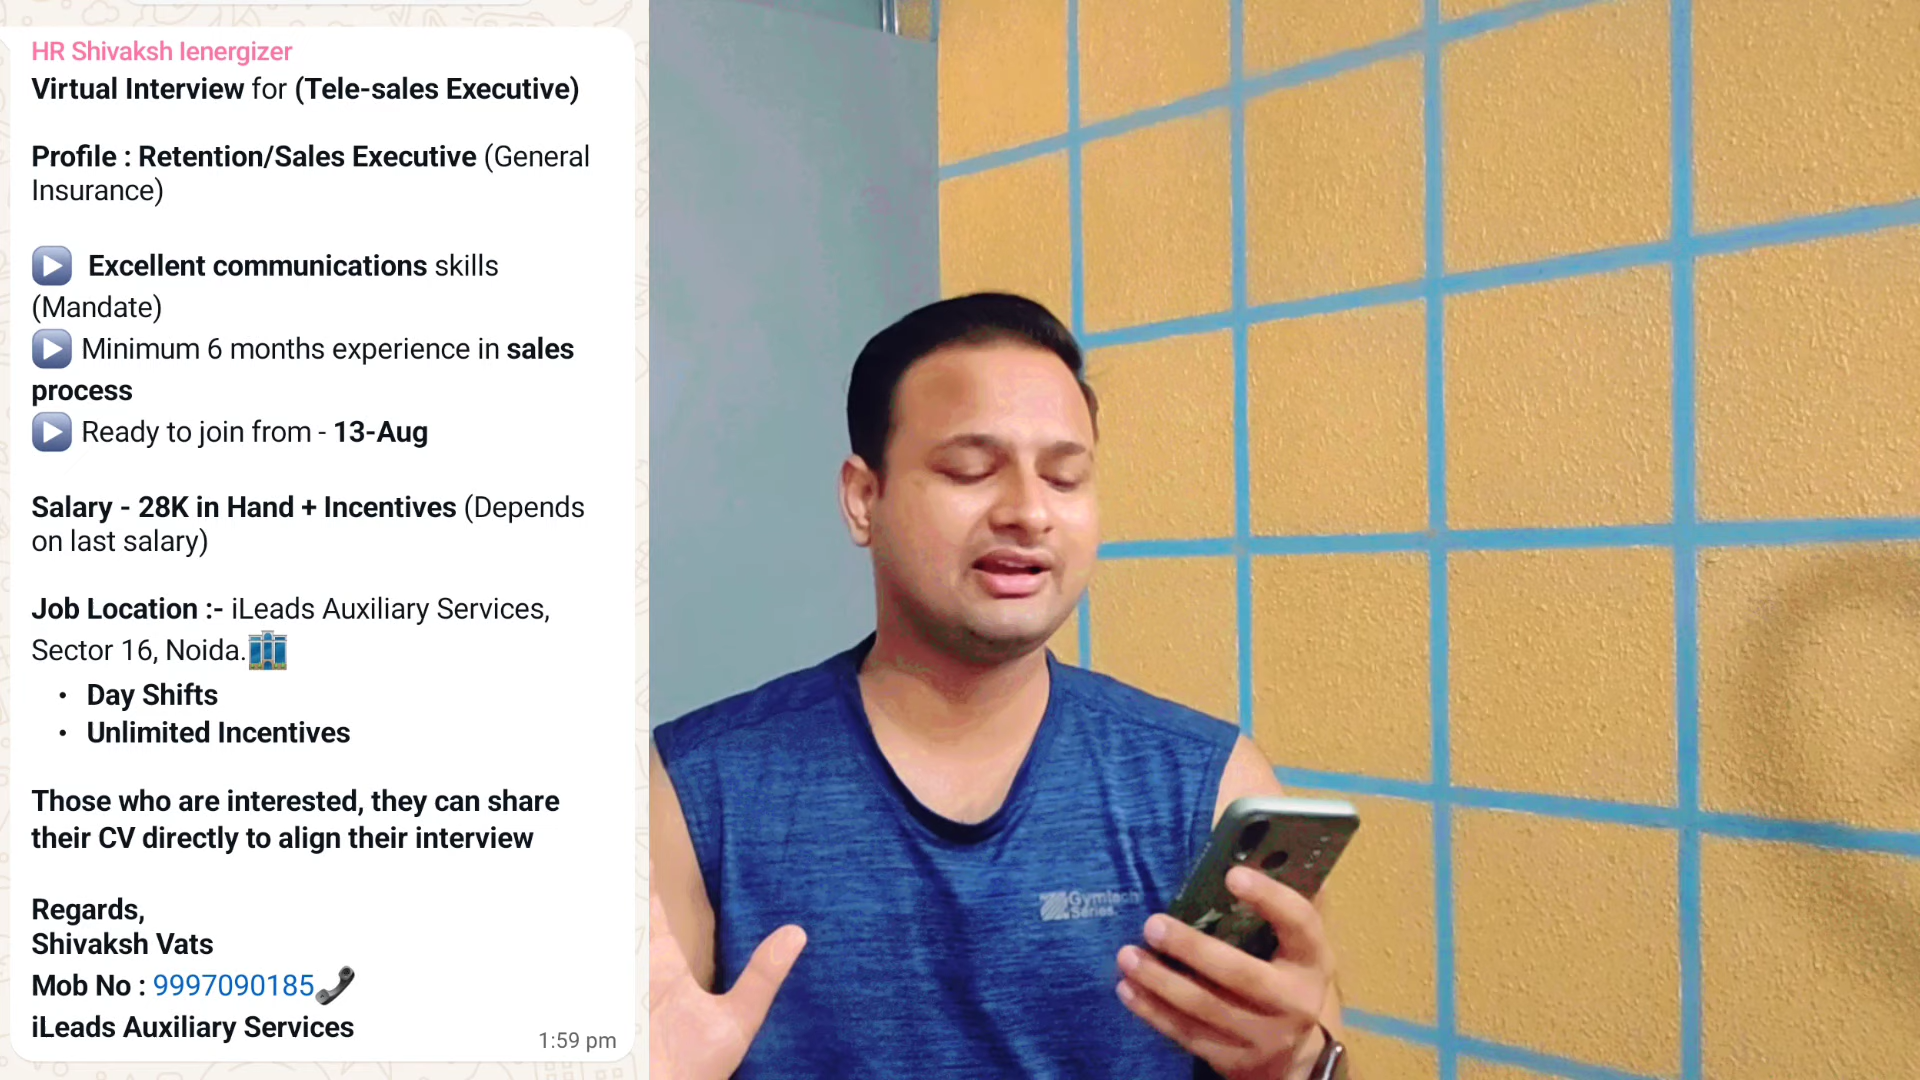 HR Shivaksh Ienergizer
Virtual Interview for (Tele-sales Executive)
Profile : Retention/Sales Executive (General
Insurance)
Excellent communications skills
(Mandate)
Minimum 6 months experience in sales
process
Ready to join from - 13-Aug
Salary - 28K in Hand + Incentives (Depends
on last salary)
Job Location :- iLeads Auxiliary Services,
Sector 16, Noida.
• Day Shifts
• Unlimited Incentives
Those who are interested, they can share
their CV directly to align their interview
Regards,
Shivaksh Vats
Mob No : 9997090185
iLeads Auxiliary Services
1:59 pm
Gymtech
Series.